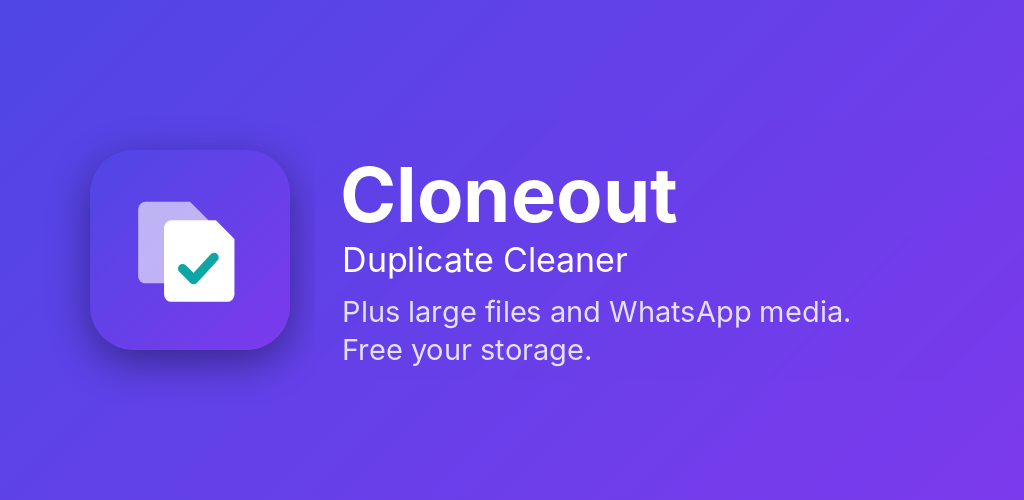 Cloneout
Duplicate Cleaner
Plus large files and WhatsApp media.
Free your storage.